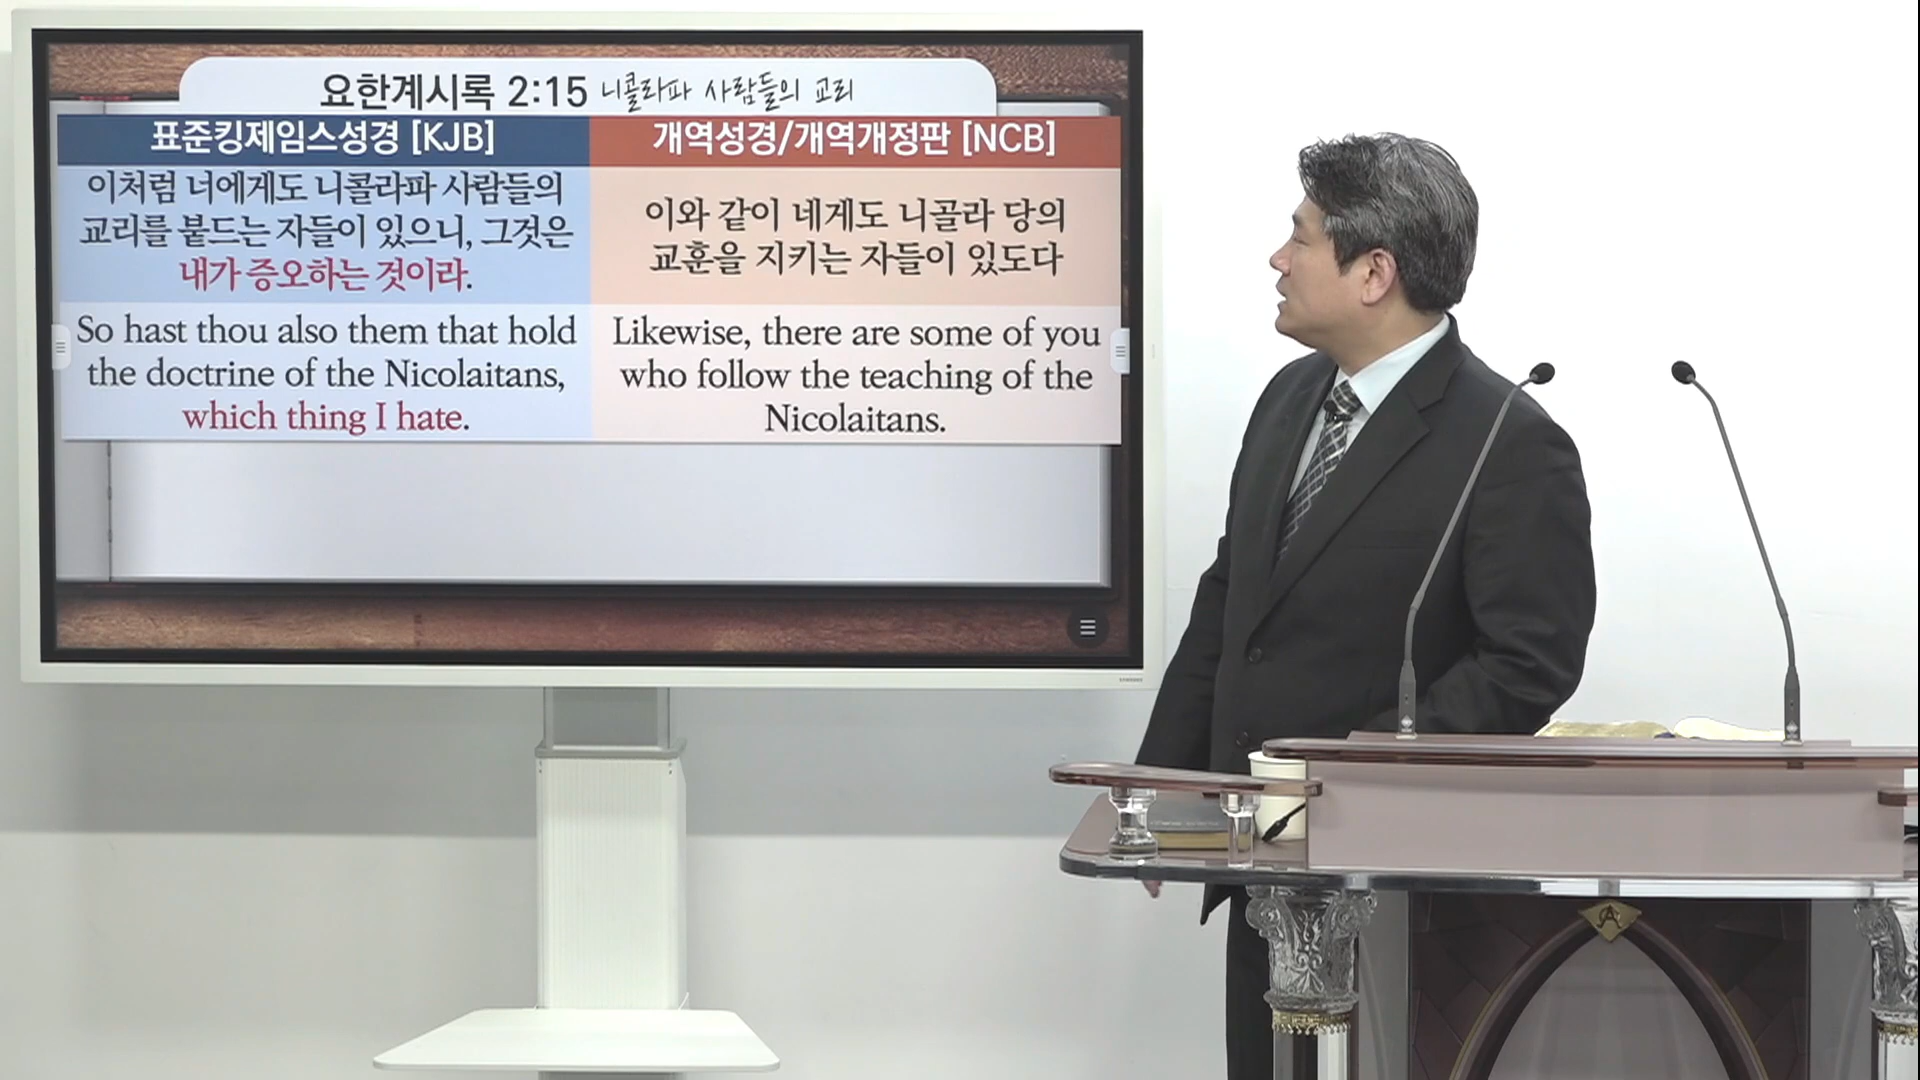 요한계시록 2:15 니콜라파 사람들의 교리
표준킹제임스성경 [KJB]
이처럼 너에게도 니콜라파 사람들의
교리를 붙드는 자들이 있으니, 그것은
내가 증오하는 것이라.
So hast thou also them that hold
the doctrine of the Nicolaitans,
which thing I hate.
개역성경/개역개정판 [NCB]
이와 같이 네게도 니골라 당의
교훈을 지키는 자들이 있도다
Likewise, there are some of you
who follow the teaching of the
Nicolaitans.
SAMSUNG